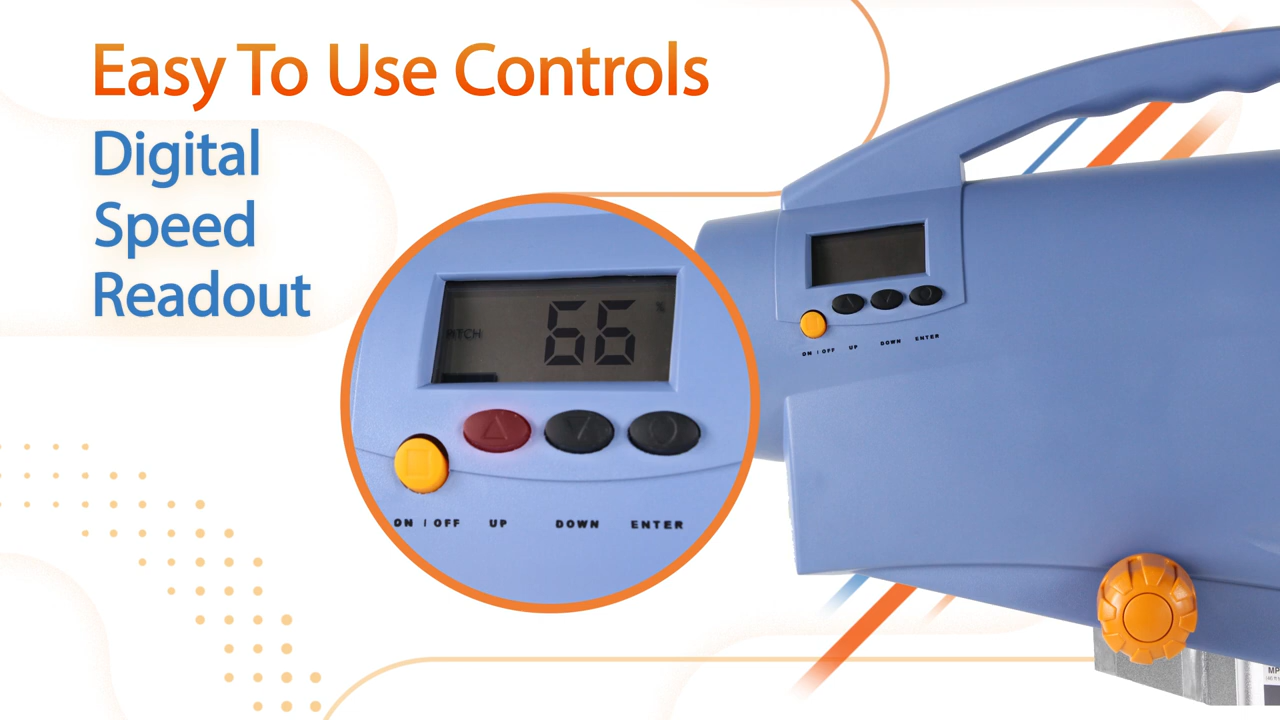 Easy To Use Controls
Digital
Speed
Readout
PITCH 66 %
ON / OFF UP DOWN ENTER
ON / OFF UP DOWN ENTER